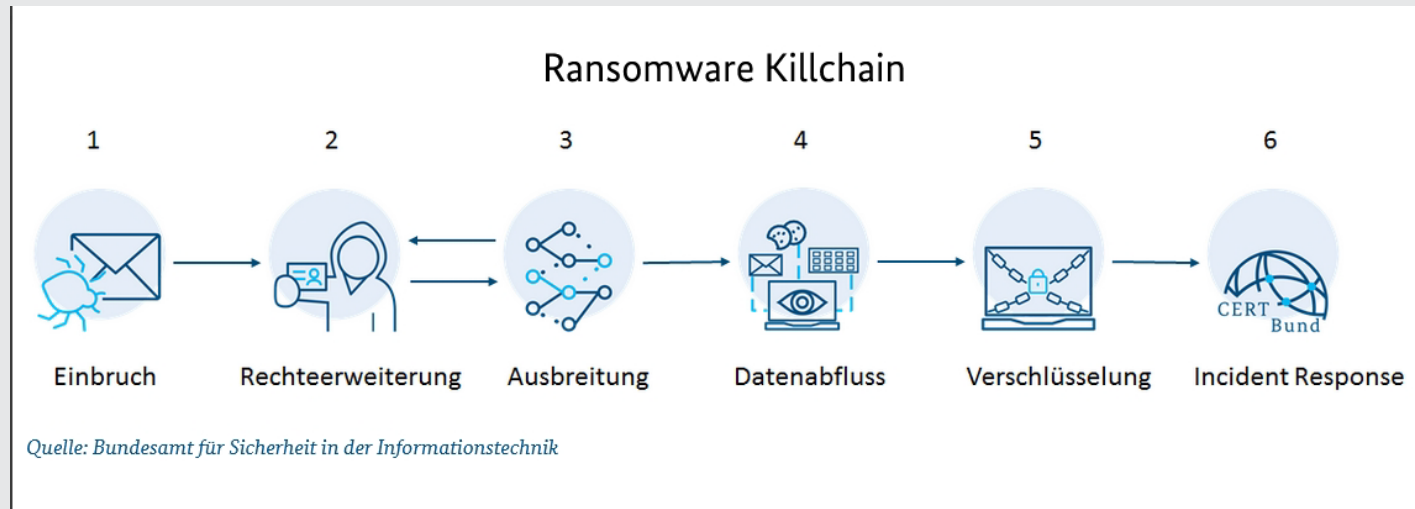 Ransomware Killchain
1 2 3 4 5 6
CERT
Bund
Einbruch Rechteerweiterung Ausbreitung Datenabfluss Verschlüsselung Incident Response
Quelle: Bundesamt für Sicherheit in der Informationstechnik